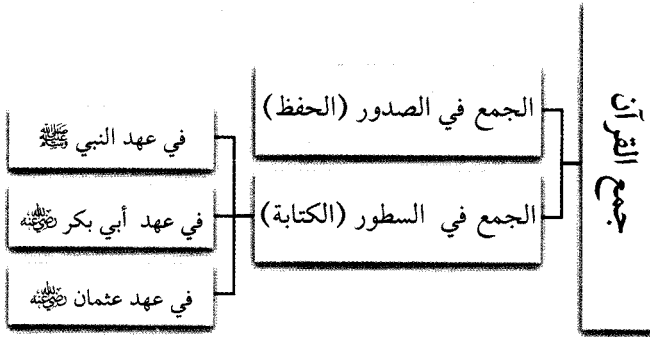 جمع القرآن
الجمع في الصدور (الحفظ)
الجمع في السطور (الكتابة)
في عهد النبي ﷺ
في عهد أبي بكر رضي الله عنه
في عهد عثمان رضي الله عنه